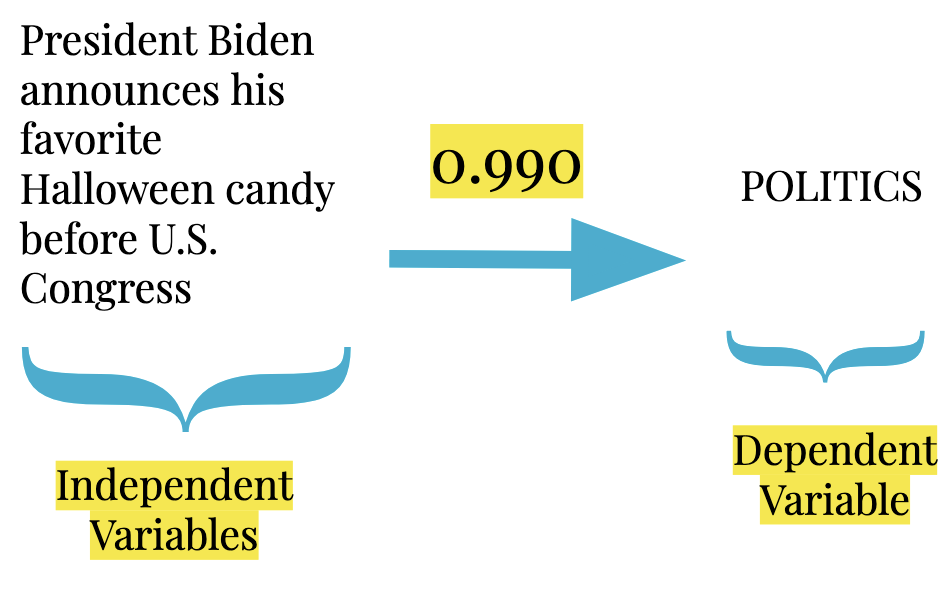 President Biden
announces his
favorite
Halloween candy
before U.S.
Congress
0.990
POLITICS
Independent
Variables
Dependent
Variable